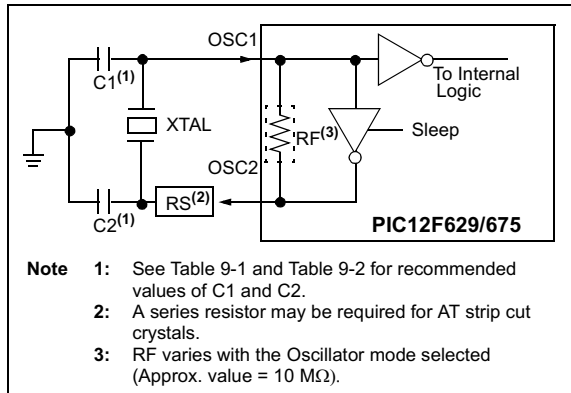 OSC1
C1(1)
To Internal
Logic
XTAL
RF(3)
Sleep
OSC2
RS(2)
C2(1)
PIC12F629/675
Note 1: See Table 9-1 and Table 9-2 for recommended
values of C1 and C2.
2: A series resistor may be required for AT strip cut
crystals.
3: RF varies with the Oscillator mode selected
(Approx. value = 10 MΩ).